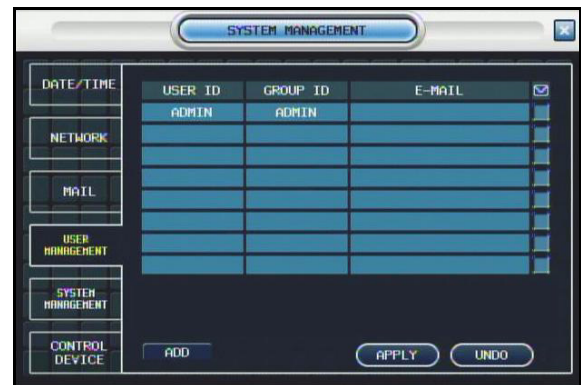 SYSTEM MANAGEMENT
DATE/TIME
NETWORK
MAIL
USER
MANAGEMENT
SYSTEM
MANAGEMENT
CONTROL
DEVICE
USER ID GROUP ID E-MAIL
ADMIN ADMIN
ADD APPLY UNDO